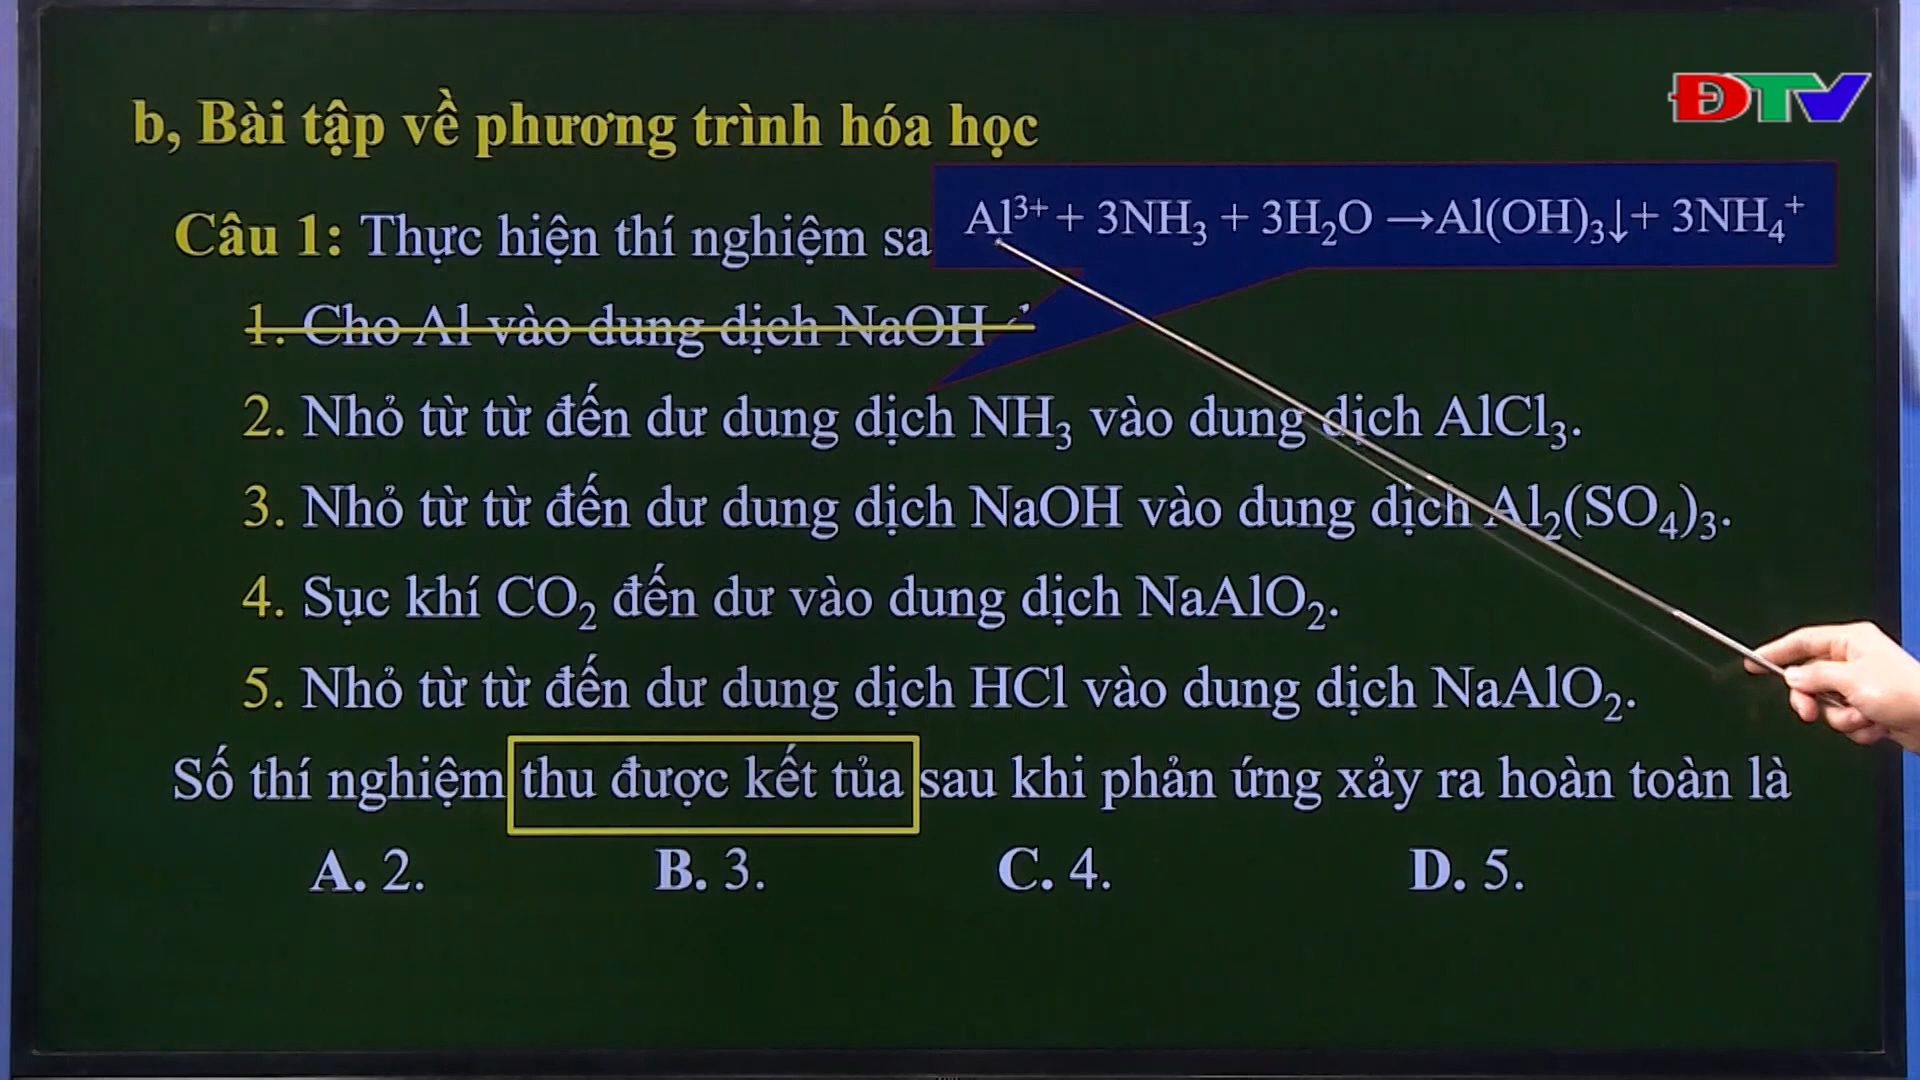 ĐTV
b, Bài tập về phương trình hóa học
Câu 1: Thực hiện thí nghiệm sa
Al³⁺ + 3NH₃ + 3H₂O →Al(OH)₃↓+ 3NH₄⁺
1. Cho Al vào dung dịch NaOH
2. Nhỏ từ từ đến dư dung dịch NH₃ vào dung dịch AlCl₃.
3. Nhỏ từ từ đến dư dung dịch NaOH vào dung dịch Al₂(SO₄)₃.
4. Sục khí CO₂ đến dư vào dung dịch NaAlO₂.
5. Nhỏ từ từ đến dư dung dịch HCl vào dung dịch NaAlO₂.
Số thí nghiệm thu được kết tủa sau khi phản ứng xảy ra hoàn toàn là
A. 2. B. 3. C. 4. D. 5.